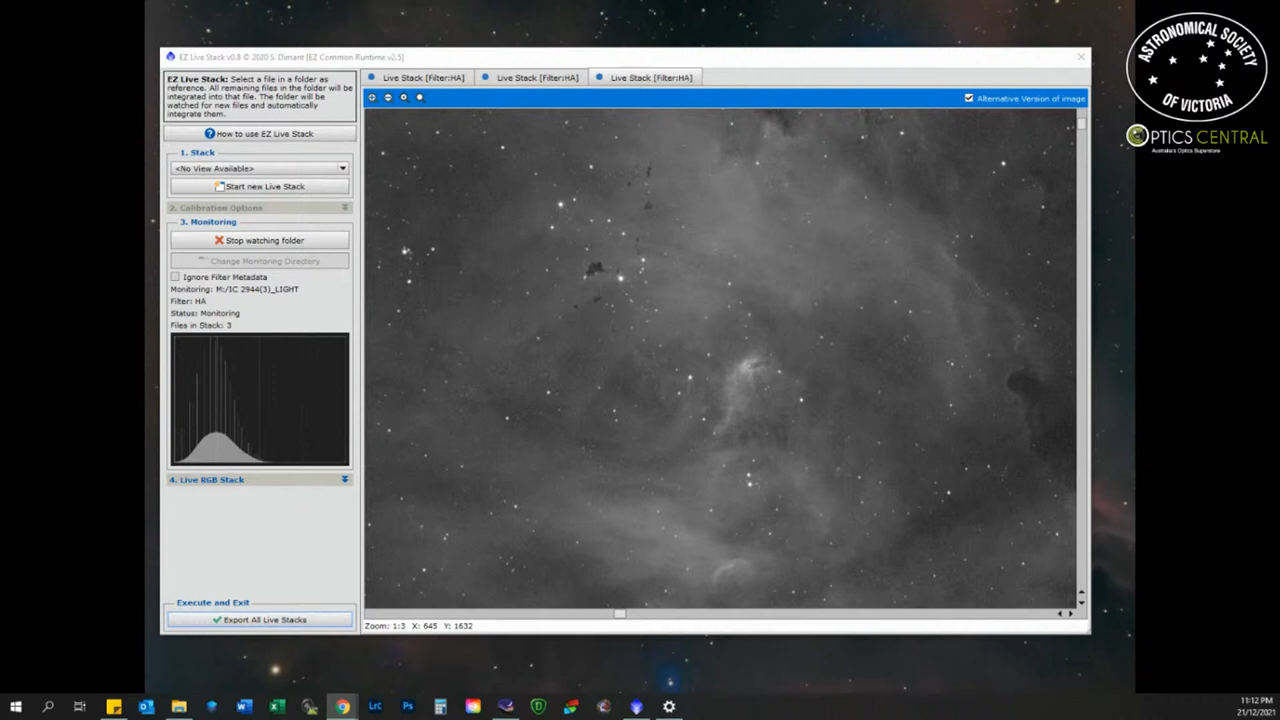 EZ Live Stack v0.8 © 2020 S. Dimant [EZ Common Runtime v2.5]
EZ Live Stack: Select a file in a folder as
reference. All remaining files in the folder will be
integrated into that file. The folder will be
watched for new files and automatically
integrate them.
How to use EZ Live Stack
1. Stack
<No View Available>
Start new Live Stack
2. Calibration Options
3. Monitoring
Stop watching folder
Change Monitoring Directory
Ignore Filter Metadata
Monitoring: M:/IC 2944(3)_LIGHT
Filter: HA
Status: Monitoring
Files in Stack: 3
4. Live RGB Stack
Execute and Exit
Export All Live Stacks
Live Stack [Filter:HA]
Live Stack [Filter:HA]
Live Stack [Filter:HA]
Alternative Version of image
Zoom: 1:3 X: 645 Y: 1632
ASTRONOMICAL SOCIETY
OF VICTORIA
OPTICS CENTRAL
Australia's Optics Superstore
LrC
Ps
11:12 PM
21/12/2021